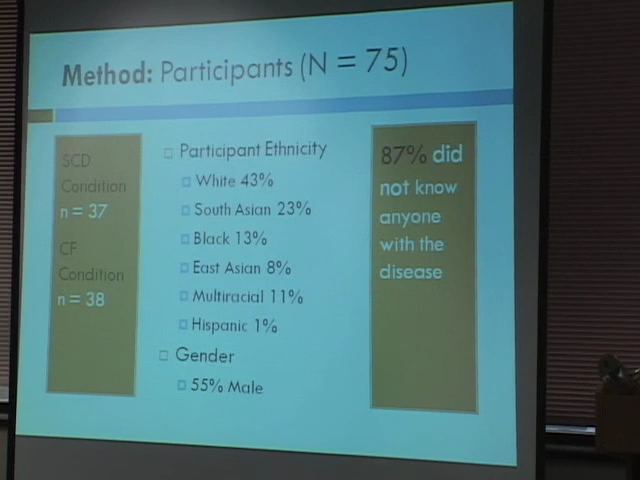 Method: Participants (N = 75)
SCD
Condition
n = 37
CF
Condition
n = 38
Participant Ethnicity
White 43%
South Asian 23%
Black 13%
East Asian 8%
Multiracial 11%
Hispanic 1%
Gender
55% Male
87% did
not know
anyone
with the
disease